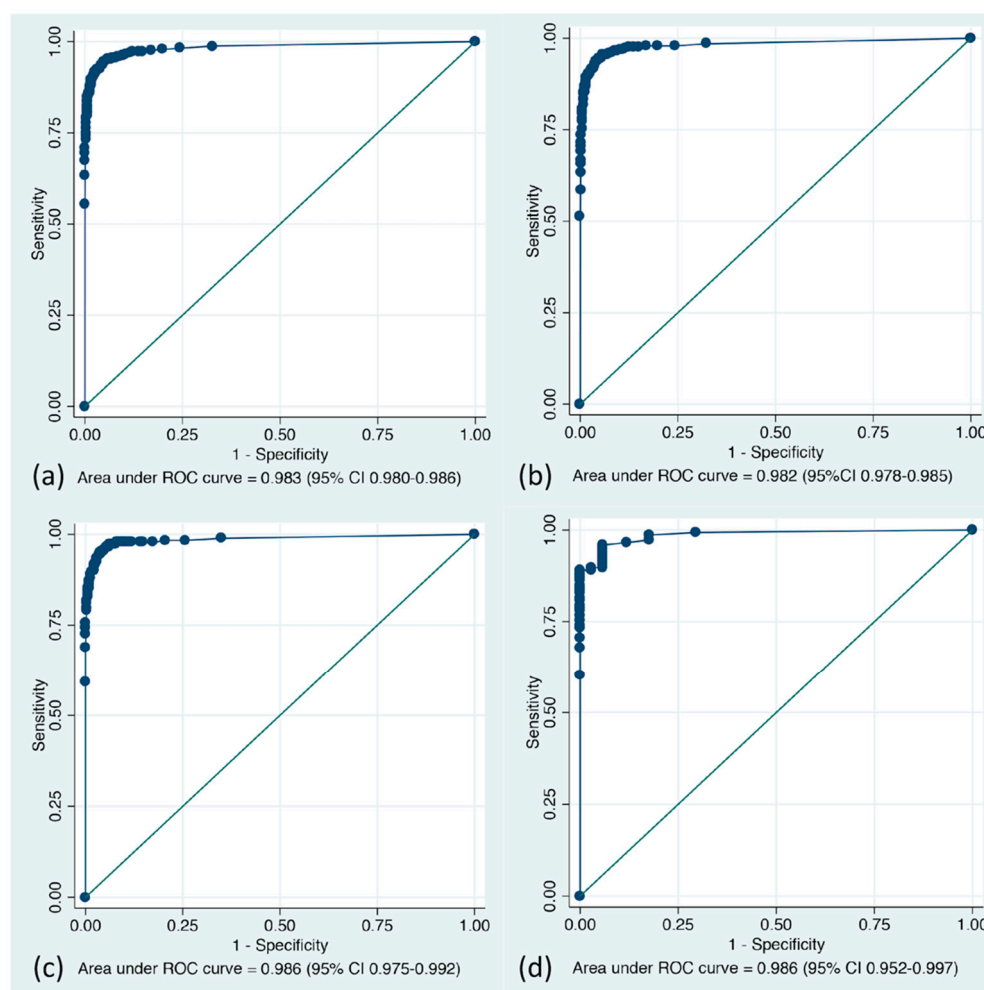 1.00
0.75
Sensitivity
0.50
0.25
0.00
0.00 0.25 0.50 0.75 1.00
1 - Specificity
(a) Area under ROC curve = 0.983 (95% CI 0.980-0.986)
1.00
0.75
Sensitivity
0.50
0.25
0.00
0.00 0.25 0.50 0.75 1.00
1 - Specificity
(b) Area under ROC curve = 0.982 (95%CI 0.978-0.985)
1.00
0.75
Sensitivity
0.50
0.25
0.00
0.00 0.25 0.50 0.75 1.00
1 - Specificity
(c) Area under ROC curve = 0.986 (95% CI 0.975-0.992)
1.00
0.75
Sensitivity
0.50
0.25
0.00
0.00 0.25 0.50 0.75 1.00
1 - Specificity
(d) Area under ROC curve = 0.986 (95% CI 0.952-0.997)